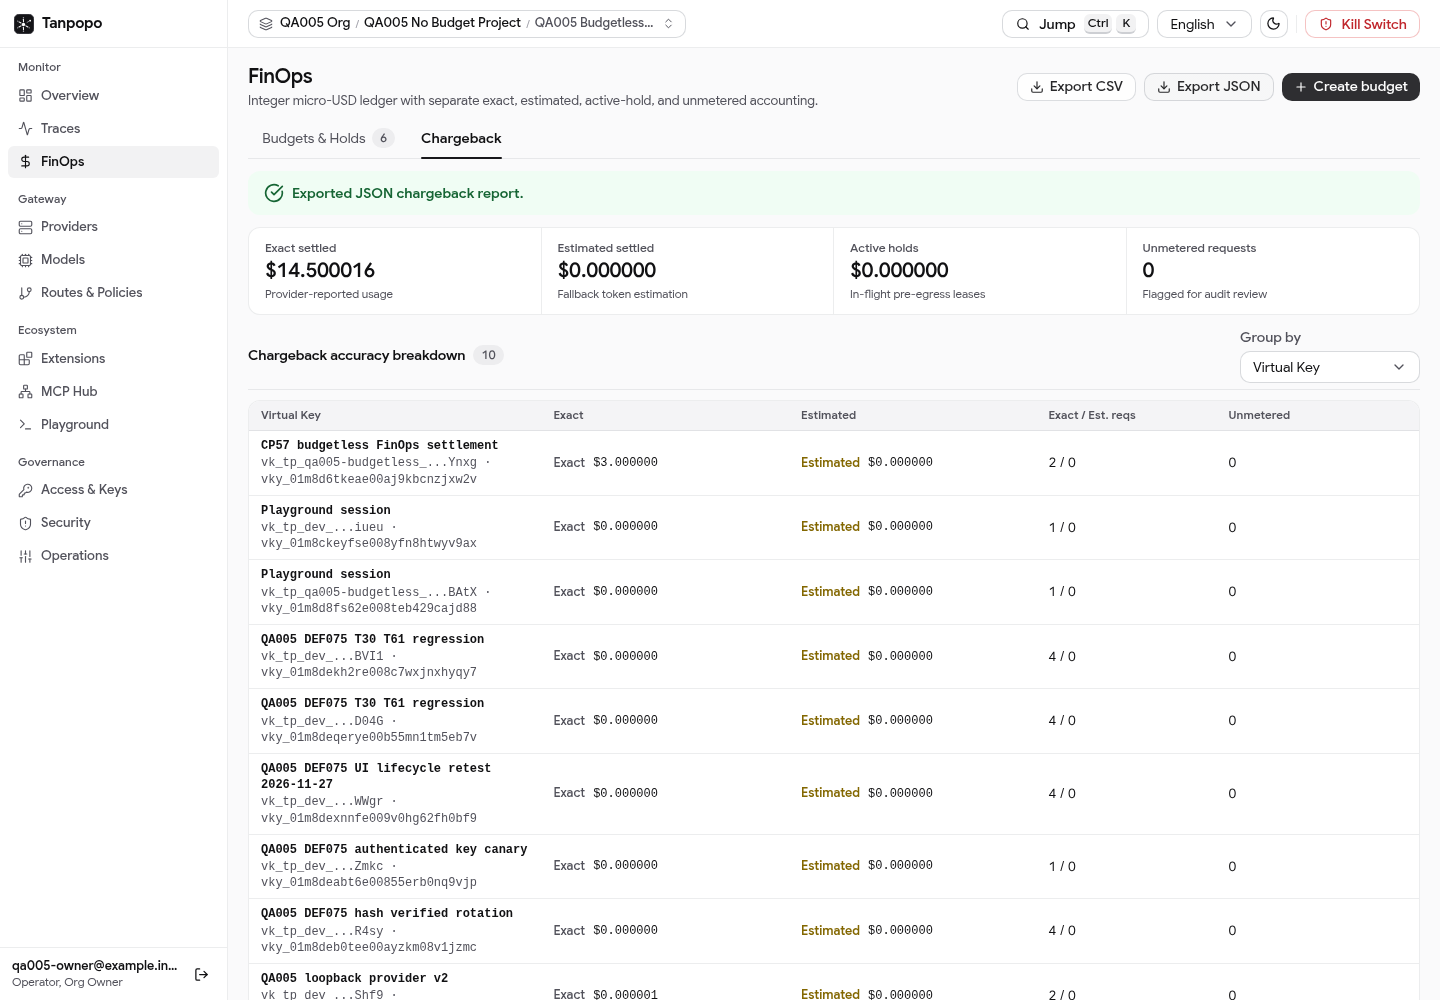 Tanpopo
QA005 Org / QA005 No Budget Project / QA005 Budgetless...
Jump Ctrl K
English
Kill Switch
Monitor
Overview
Traces
FinOps
Gateway
Providers
Models
Routes & Policies
Ecosystem
Extensions
MCP Hub
Playground
Governance
Access & Keys
Security
Operations
qa005-owner@example.in...
Operator, Org Owner
FinOps
Integer micro-USD ledger with separate exact, estimated, active-hold, and unmetered accounting.
Export CSV
Export JSON
Create budget
Budgets & Holds 6
Chargeback
Exported JSON chargeback report.
Exact settled
$14.500016
Provider-reported usage
Estimated settled
$0.000000
Fallback token estimation
Active holds
$0.000000
In-flight pre-egress leases
Unmetered requests
0
Flagged for audit review
Chargeback accuracy breakdown 10
Group by
Virtual Key
Virtual Key Exact Estimated Exact / Est. reqs Unmetered
CP57 budgetless FinOps settlement
vk_tp_qa005-budgetless_...Ynxg ·
vky_01m8d6tkeae00aj9kbcnzjxw2v
Exact $3.000000 Estimated $0.000000 2 / 0 0
Playground session
vk_tp_dev_...iueu ·
vky_01m8ckeyfse008yfn8htwyv9ax
Exact $0.000000 Estimated $0.000000 1 / 0 0
Playground session
vk_tp_qa005-budgetless_...BAtX ·
vky_01m8d8fs62e008teb429cajd88
Exact $0.000000 Estimated $0.000000 1 / 0 0
QA005 DEF075 T30 T61 regression
vk_tp_dev_...BVI1 ·
vky_01m8dekh2re008c7wxjnxhyqy7
Exact $0.000000 Estimated $0.000000 4 / 0 0
QA005 DEF075 T30 T61 regression
vk_tp_dev_...D04G ·
vky_01m8deqerye00b55mn1tm5eb7v
Exact $0.000000 Estimated $0.000000 4 / 0 0
QA005 DEF075 UI lifecycle retest
2026-11-27
vk_tp_dev_...WWgr ·
vky_01m8dexnnfe009v0hg62fh0bf9
Exact $0.000000 Estimated $0.000000 4 / 0 0
QA005 DEF075 authenticated key canary
vk_tp_dev_...Zmkc ·
vky_01m8deabt6e00855erb0nq9vjp
Exact $0.000000 Estimated $0.000000 1 / 0 0
QA005 DEF075 hash verified rotation
vk_tp_dev_...R4sy ·
vky_01m8deb0tee00ayzkm08v1jzmc
Exact $0.000000 Estimated $0.000000 4 / 0 0
QA005 loopback provider v2
vk_tp_dev_...Shf9 ·
Exact $0.000001 Estimated $0.000000 2 / 0 0